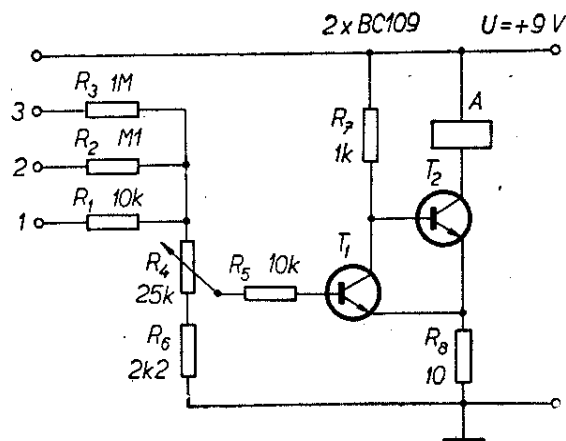 2 x BC109 U=+9 V
R3 1M
3
R2 M1
2
R1 10k
1
R4
25k
R5 10k
R6
2k2
R7
1k
A
T2
T1
R8
10